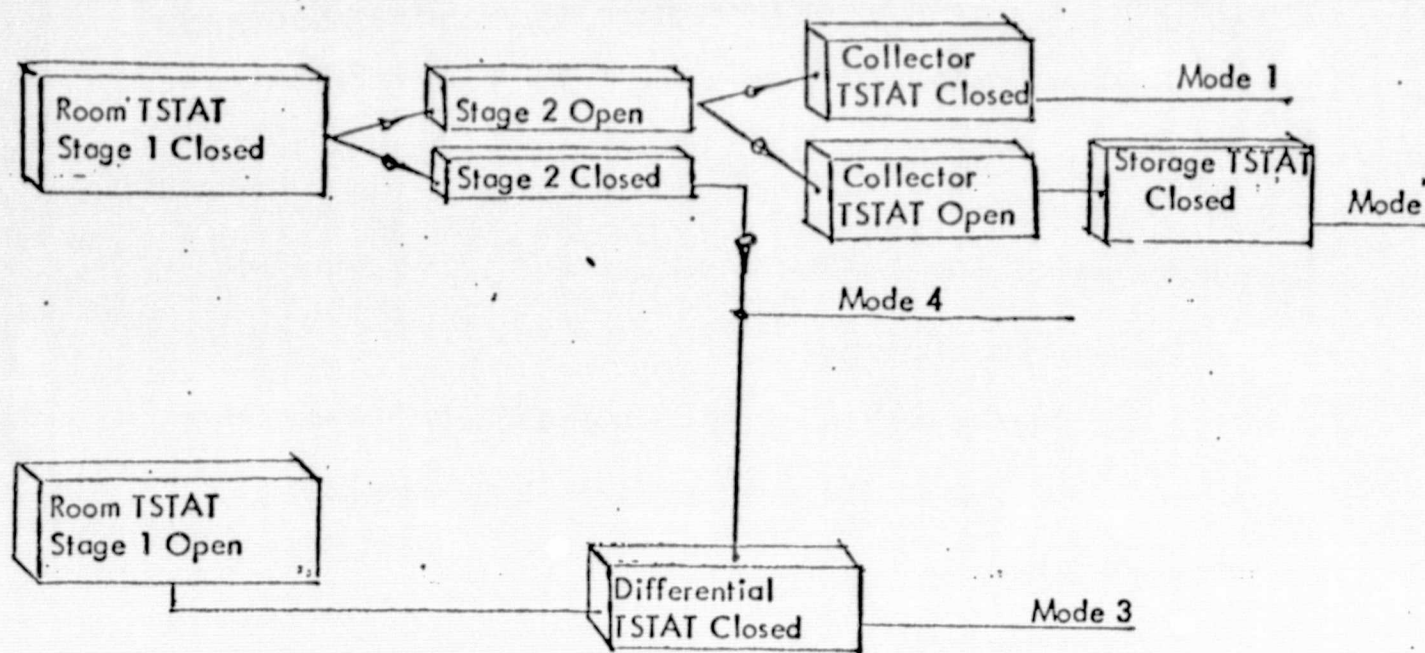 Room TSTAT
Stage 1 Closed
Stage 2 Open
Stage 2 Closed
Collector
TSTAT Closed
Mode 1
Collector
TSTAT Open
Storage TSTAT
Closed
Mode
Mode 4
Room TSTAT
Stage 1 Open
Differential
TSTAT Closed
Mode 3